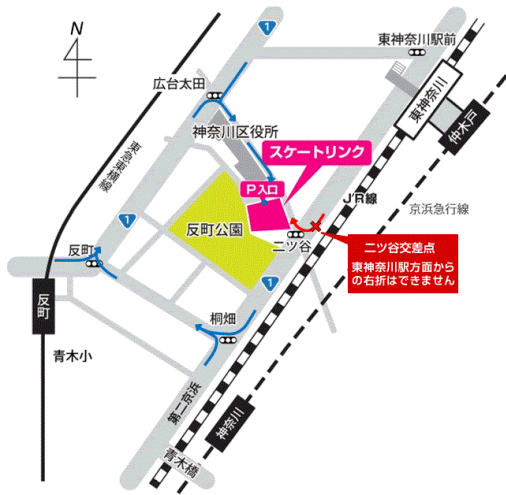 N
1
東神奈川駅前
広台太田
東神奈川
仲木戸
神奈川区役所
スケートリンク
東急東横線
P入口
JR線
京浜急行線
1
反町公園
二ツ谷
二ツ谷交差点
東神奈川駅方面から
の右折はできません
反町
1
反町
桐畑
青木小
第二京浜
神奈川
青木橋